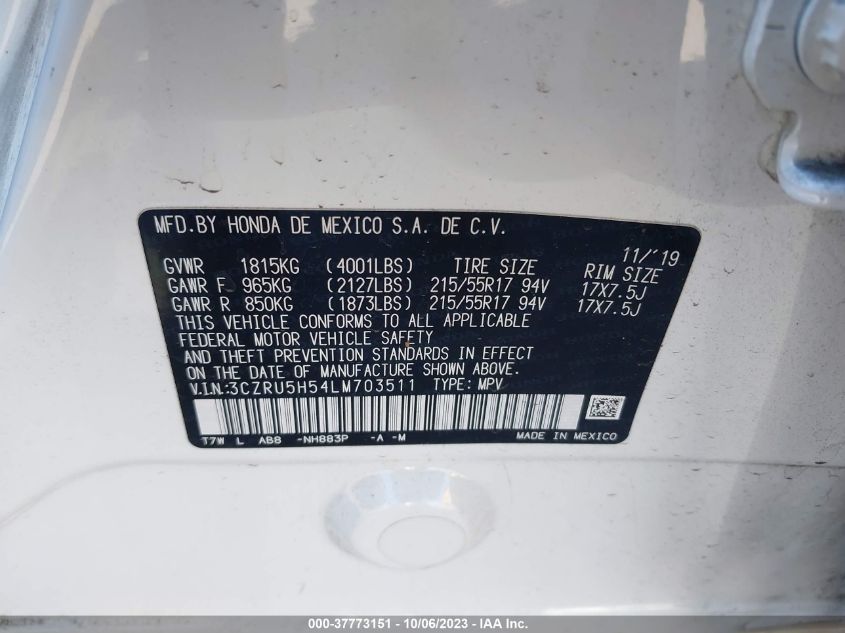 MFD.BY HONDA DE MEXICO S.A. DE C.V.
11/'19
GVWR 1815KG (4001LBS) TIRE SIZE RIM SIZE
GAWR F 965KG (2127LBS) 215/55R17 94V 17X7.5J
GAWR R 850KG (1873LBS) 215/55R17 94V 17X7.5J
THIS VEHICLE CONFORMS TO ALL APPLICABLE
FEDERAL MOTOR VEHICLE SAFETY
AND THEFT PREVENTION STANDARDS IN EFFECT
ON THE DATE OF MANUFACTURE SHOWN ABOVE.
V.I.N:3CZRU5H54LM703511 TYPE: MPV
T7W L AB8 -NH883P -A -M MADE IN MEXICO
000-37773151 - 10/06/2023 - IAA Inc.